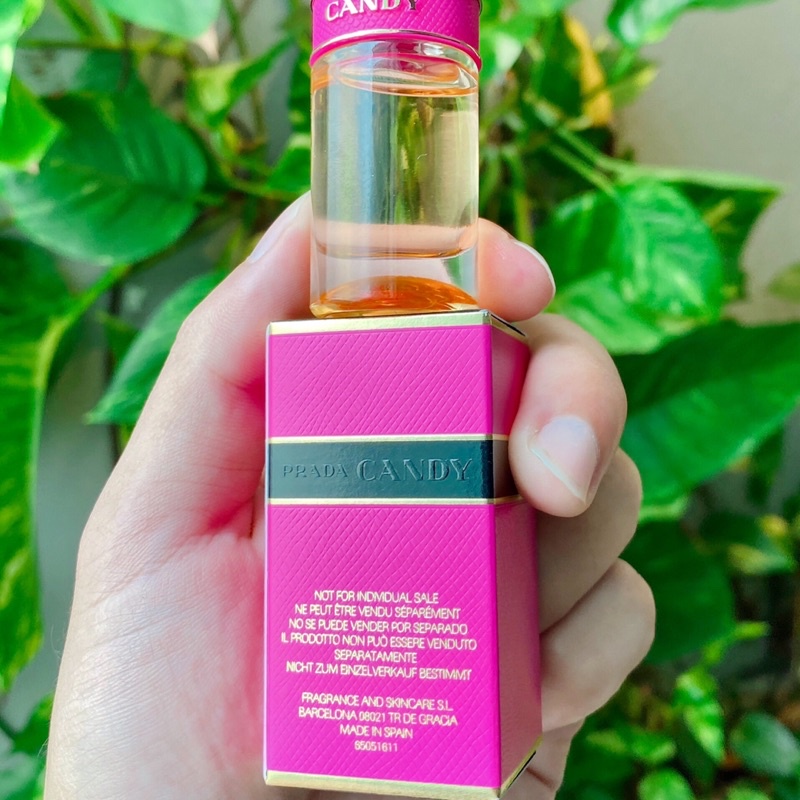 CANDY
PRADA CANDY
NOT FOR INDIVIDUAL SALE
NE PEUT ÊTRE VENDU SÉPARÉMENT
NO SE PUEDE VENDER POR SEPARADO
IL PRODOTTO NON PUÒ ESSERE VENDUTO
SEPARATAMENTE
NICHT ZUM EINZELVERKAUF BESTIMMT
FRAGRANCE AND SKINCARE S.L.
BARCELONA 08021 TR DE GRACIA
MADE IN SPAIN
65051611